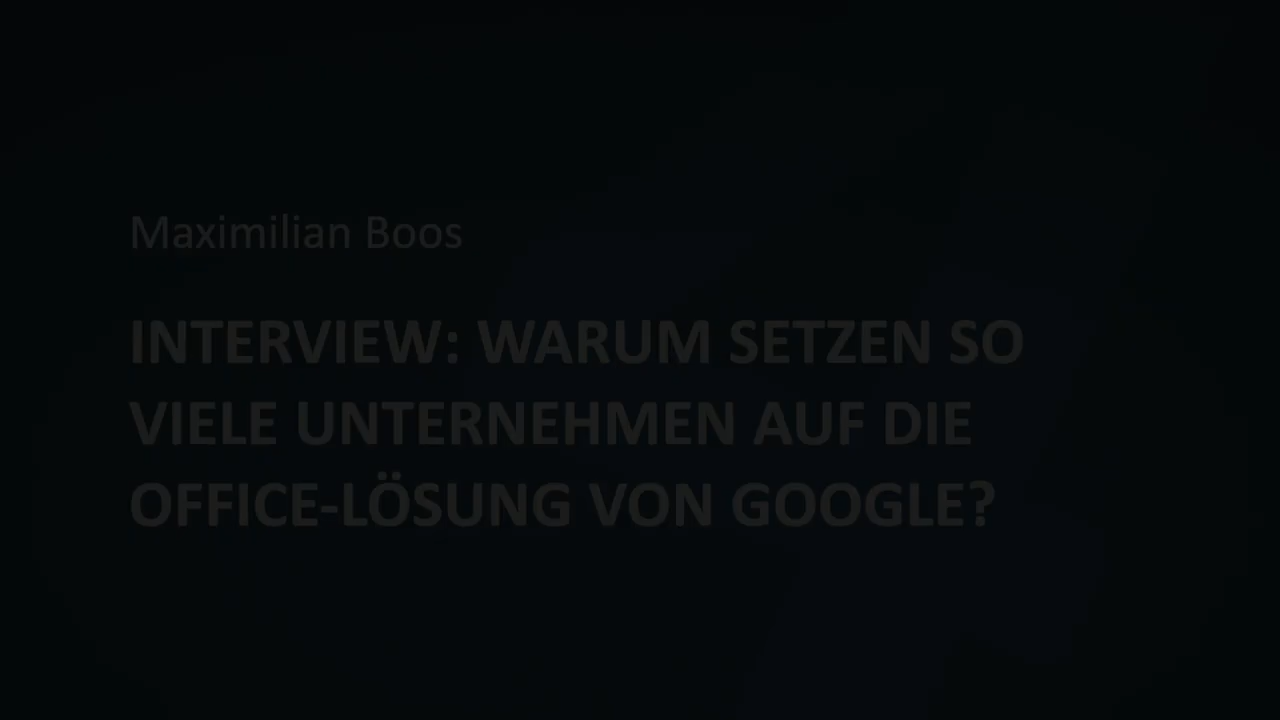 Maximilian Boos
INTERVIEW: WARUM SETZEN SO
VIELE UNTERNEHMEN AUF DIE
OFFICE-LÖSUNG VON GOOGLE?